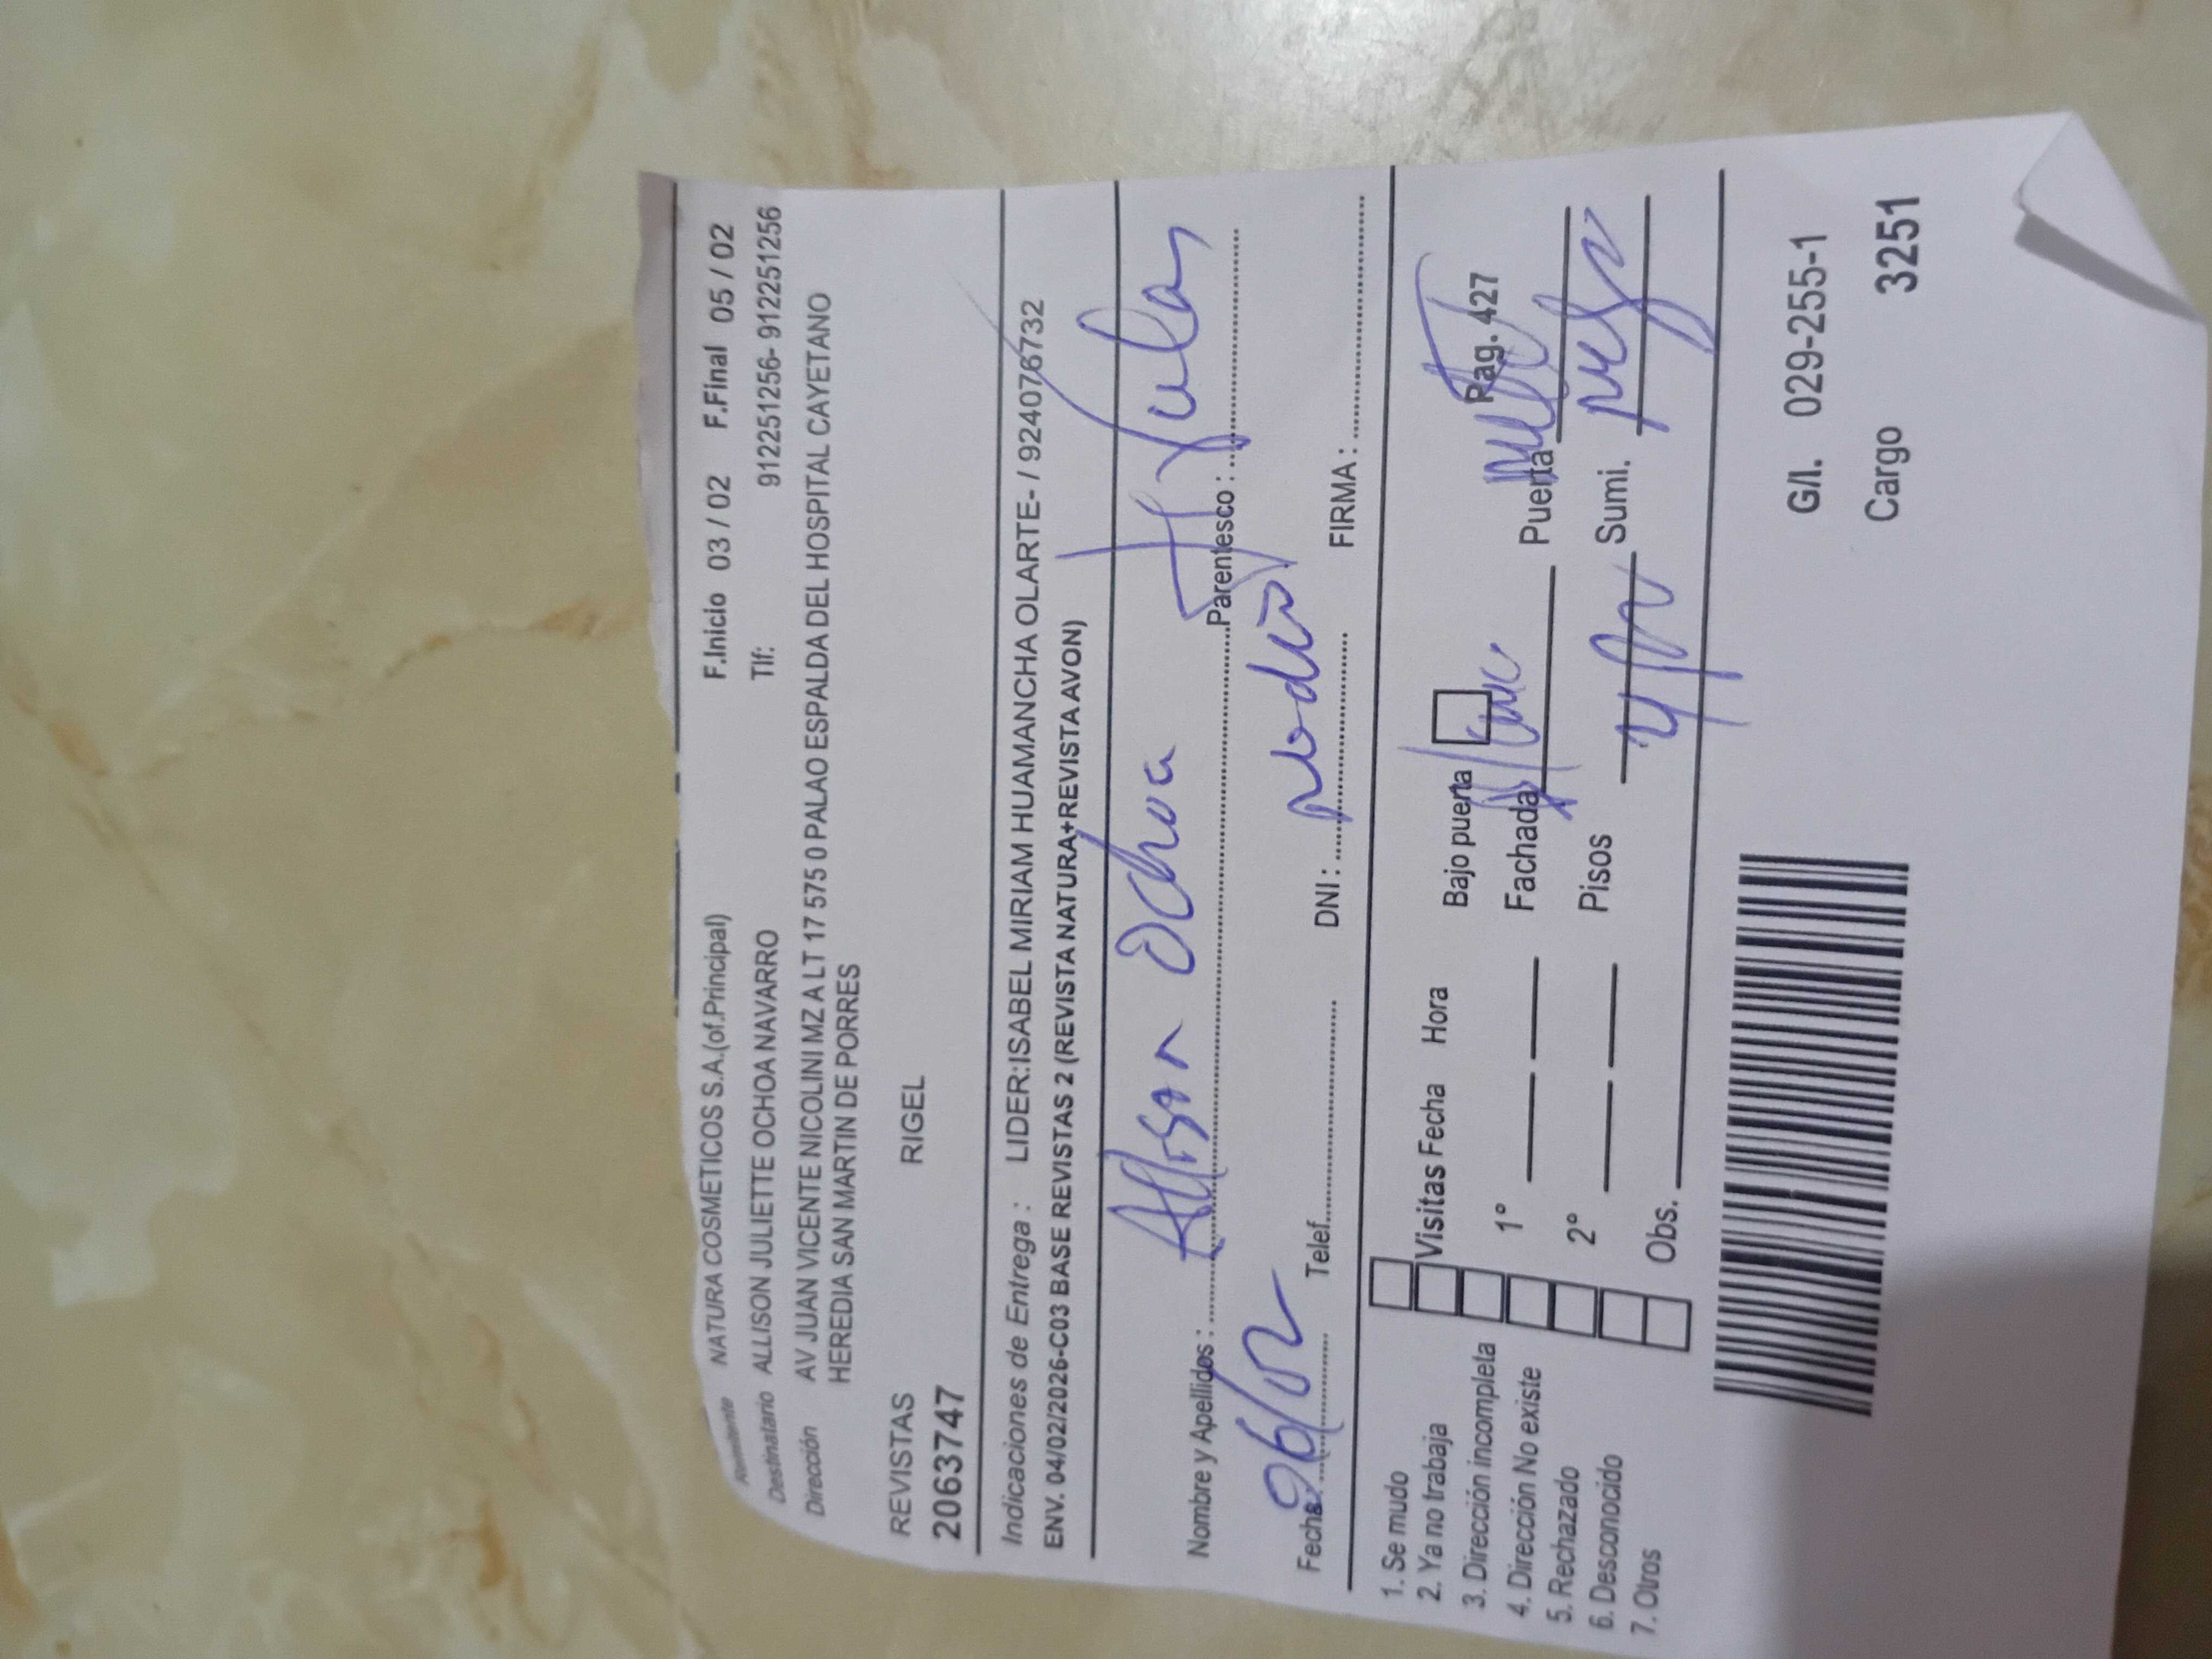 Remitente NATURA COSMETICOS S.A.(of.Principal) F.Inicio 03 / 02 F.Final 05 / 02
Destinatario ALLISON JULIETTE OCHOA NAVARRO Tlf: 912251256- 912251256
Dirección AV JUAN VICENTE NICOLINI MZ A LT 17 575 0 PALAO ESPALDA DEL HOSPITAL CAYETANO
HEREDIA SAN MARTIN DE PORRES
REVISTAS RIGEL
2063747
Indicaciones de Entrega : LIDER:ISABEL MIRIAM HUAMANCHA OLARTE- / 924076732
ENV. 04/02/2026-C03 BASE REVISTAS 2 (REVISTA NATURA+REVISTA AVON)
Nombre y Apellidos : Allison Ochoa Parentesco : Titular
Fecha 06/02 Telef. DNI : FIRMA :
1. Se mudo
2. Ya no trabaja
3. Dirección incompleta
4. Dirección No existe
5. Rechazado
6. Desconocido
7. Otros
Visitas Fecha Hora Bajo puerta Pag. 427
1° Fachada Puerta
2° Pisos Sumi.
Obs.
G/I. 029-255-1
Cargo 3251